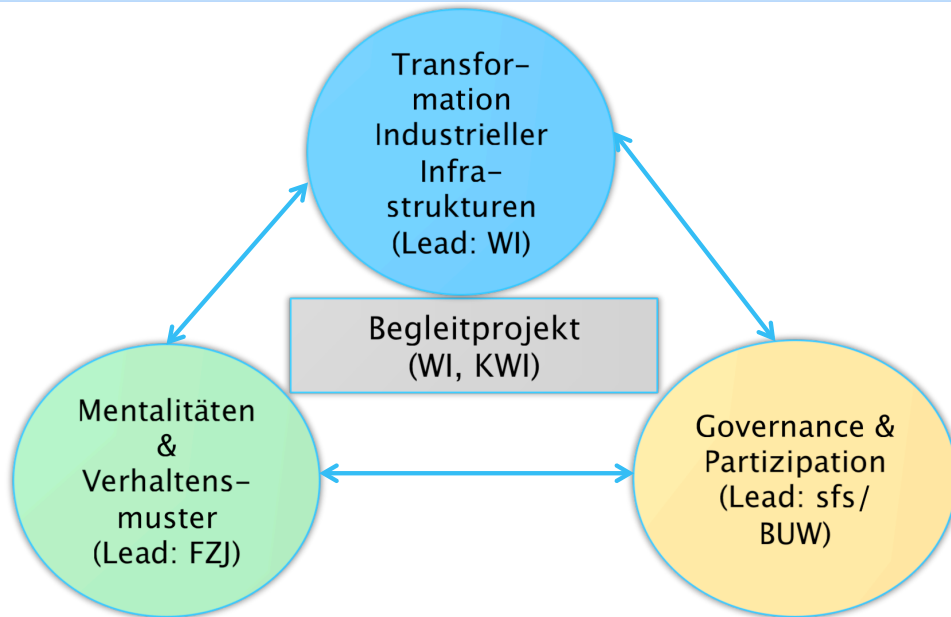 Transfor-
mation
Industrieller
Infra-
strukturen
(Lead: WI)
Begleitprojekt
(WI, KWI)
Mentalitäten
&
Verhaltens-
muster
(Lead: FZJ)
Governance &
Partizipation
(Lead: sfs/
BUW)